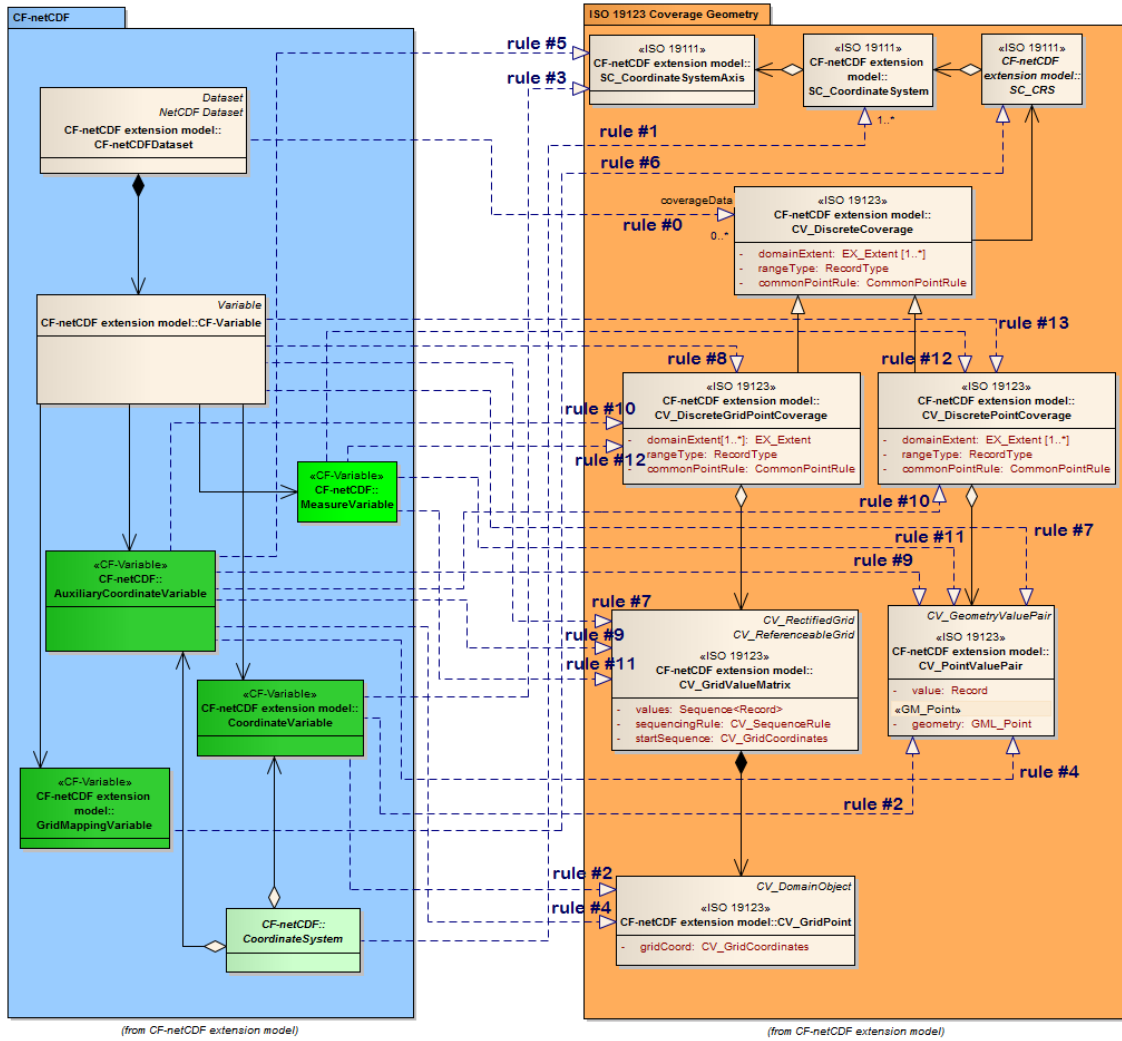 CF-netCDF
Dataset
NetCDF Dataset
CF-netCDF extension model::
CF-netCDFDataset
Variable
CF-netCDF extension model::CF-Variable
«CF-Variable»
CF-netCDF::
MeasureVariable
«CF-Variable»
CF-netCDF::
AuxiliaryCoordinateVariable
«CF-Variable»
CF-netCDF extension model::
CoordinateVariable
«CF-Variable»
CF-netCDF extension
model::
GridMappingVariable
CF-netCDF::
CoordinateSystem
(from CF-netCDF extension model)
rule #5
rule #3
rule #1
rule #6
rule #0
rule #8
rule #13
rule #12
rule #10
rule #12
rule #10
rule #7
rule #11
rule #9
rule #7
rule #9
rule #11
rule #4
rule #2
rule #2
rule #4
ISO 19123 Coverage Geometry
«ISO 19111»
CF-netCDF extension model::
SC_CoordinateSystemAxis
«ISO 19111»
CF-netCDF extension
model::
SC_CoordinateSystem
1..*
«ISO 19111»
CF-netCDF
extension model::
SC_CRS
coverageData
0..*
«ISO 19123»
CF-netCDF extension model::
CV_DiscreteCoverage
- domainExtent: EX_Extent [1..*]
- rangeType: RecordType
- commonPointRule: CommonPointRule
«ISO 19123»
CF-netCDF extension model::
CV_DiscreteGridPointCoverage
- domainExtent[1..*]: EX_Extent
- rangeType: RecordType
- commonPointRule: CommonPointRule
«ISO 19123»
CF-netCDF extension model::
CV_DiscretePointCoverage
- domainExtent: EX_Extent [1..*]
- rangeType: RecordType
- commonPointRule: CommonPointRule
CV_RectifiedGrid
CV_ReferenceableGrid
«ISO 19123»
CF-netCDF extension model::
CV_GridValueMatrix
- values: Sequence<Record>
- sequencingRule: CV_SequenceRule
- startSequence: CV_GridCoordinates
CV_GeometryValuePair
«ISO 19123»
CF-netCDF extension model::
CV_PointValuePair
- value: Record
«GM_Point»
- geometry: GML_Point
CV_DomainObject
«ISO 19123»
CF-netCDF extension model::CV_GridPoint
- gridCoord: CV_GridCoordinates
(from CF-netCDF extension model)